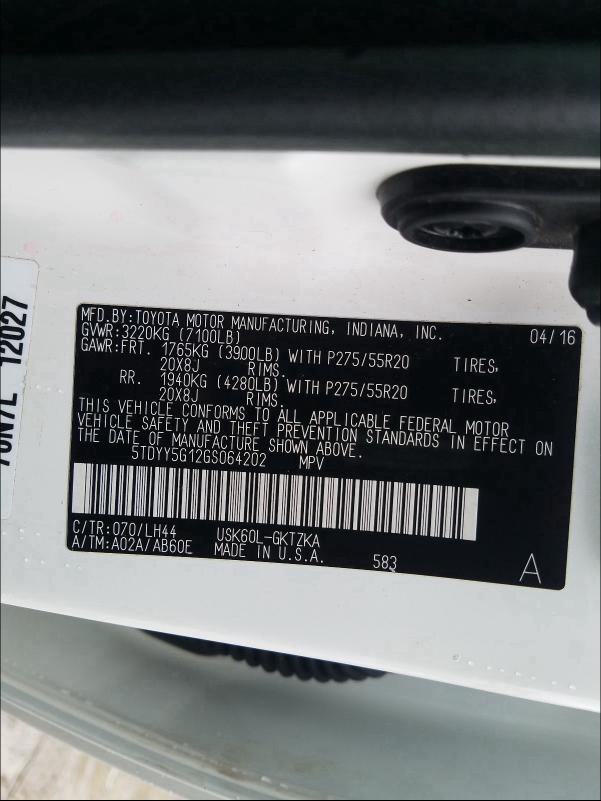 MFD.BY:TOYOTA MOTOR MANUFACTURING, INDIANA, INC. 04/16
GVWR:3220KG (7100LB)
GAWR:FRT. 1765KG (3900LB) WITH P275/55R20 TIRES,
20X8J RIMS.
RR. 1940KG (4280LB) WITH P275/55R20 TIRES,
20X8J RIMS.
THIS VEHICLE CONFORMS TO ALL APPLICABLE FEDERAL MOTOR
VEHICLE SAFETY AND THEFT PREVENTION STANDARDS IN EFFECT ON
THE DATE OF MANUFACTURE SHOWN ABOVE.
5TDYY5G12GS064202 MPV
C/TR:070/LH44 USK60L-GKTZKA
A/TM:A02A/AB60E MADE IN U.S.A. 583 A
12027